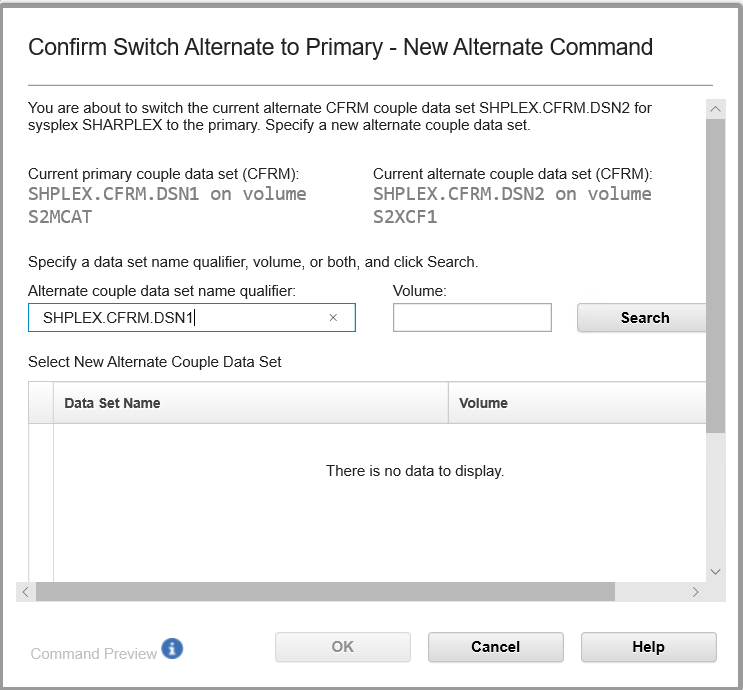 Confirm Switch Alternate to Primary - New Alternate Command
You are about to switch the current alternate CFRM couple data set SHPLEX.CFRM.DSN2 for
sysplex SHARPLEX to the primary. Specify a new alternate couple data set.
Current primary couple data set (CFRM):
SHPLEX.CFRM.DSN1 on volume
S2MCAT
Current alternate couple data set (CFRM):
SHPLEX.CFRM.DSN2 on volume
S2XCF1
Specify a data set name qualifier, volume, or both, and click Search.
Alternate couple data set name qualifier:
SHPLEX.CFRM.DSN1
Volume:
Search
Select New Alternate Couple Data Set
Data Set Name
Volume
There is no data to display.
Command Preview
OK
Cancel
Help